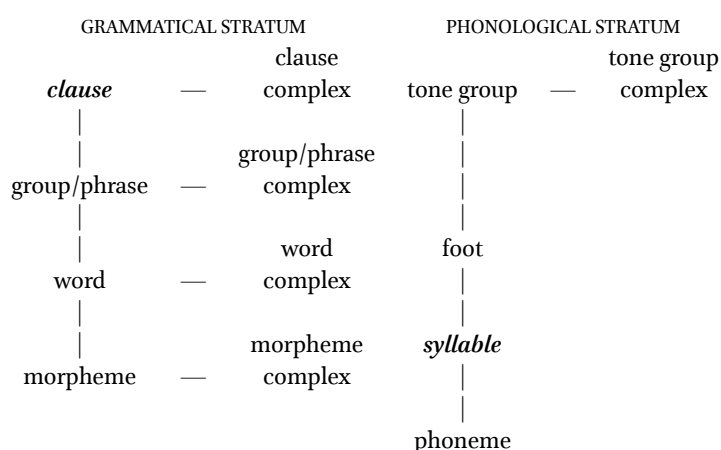 GRAMMATICAL STRATUM PHONOLOGICAL STRATUM
clause tone group
clause — complex tone group — complex
group/phrase
group/phrase — complex
word foot
word — complex
morpheme syllable
morpheme — complex
phoneme